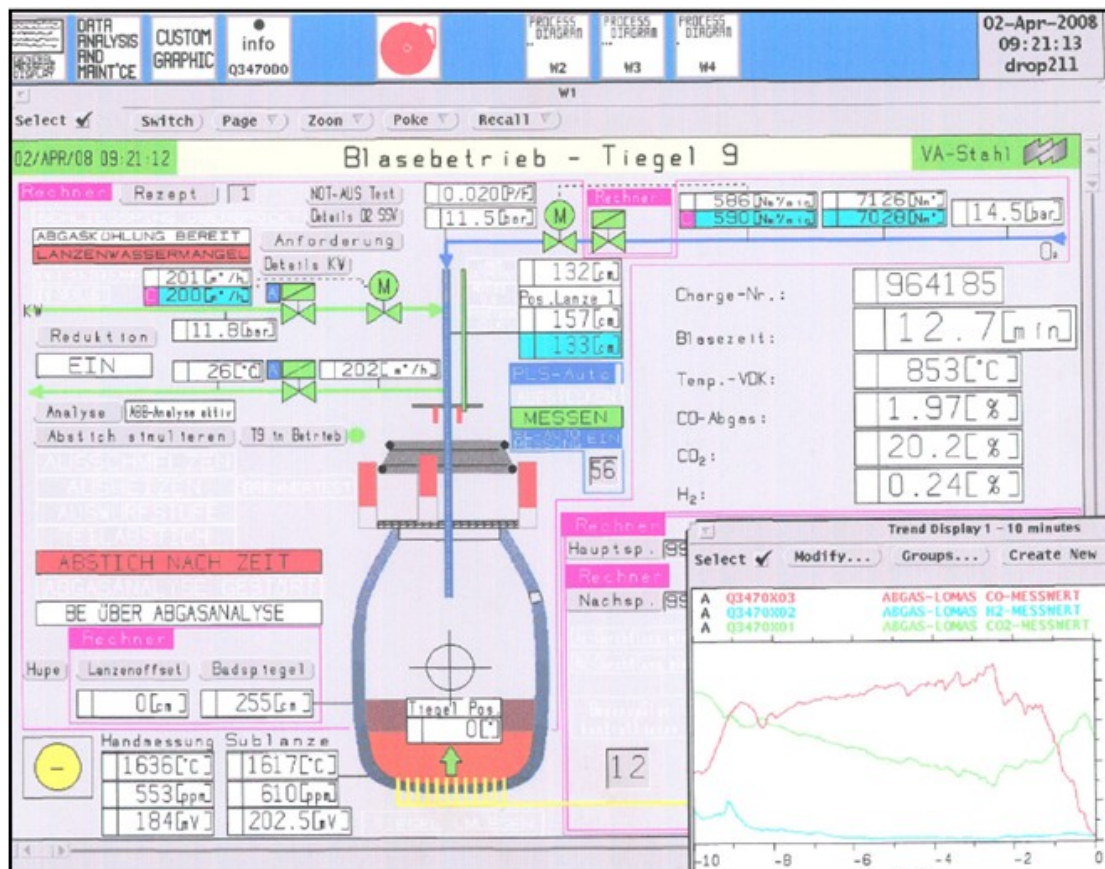 DATA
ANALYSIS
AND
MAINT'CE
CUSTOM
GRAPHIC
info
Q3470D0
PROCESS
DIAGRAM
W2
PROCESS
DIAGRAM
W3
PROCESS
DIAGRAM
W4
02-Apr-2008
09:21:13
drop211
W1
Select
Switch
Page
Zoon
Poke
Recall
02/APR/08 09:21:12
Blasebetrieb - Tiegel 9
VA-Stahl
Rechner
Rezept
1
NOT-AUS Test
0.020[P/F]
Details O2 SSV
11.5[bar]
M
Rechner
586[Nm³/min]
7126[Nm³]
C
590[Nm³/min]
7028[Nm³]
14.5[bar]
O₂
ABGASKÜHLUNG BEREIT
Anforderung
LANZENWASSERMANGEL
Details KW
201[m³/h]
C
200[m³/h]
A
M
KW
11.8[bar]
132[cm]
Pos.Lanze 1
157[cm]
133[cm]
Reduktion
EIN
26[°C]
A
202[m³/h]
PLS-Auto
MESSEN
EIN
56
Analyse
ABB-Analyse aktiv
Abstich simulieren
T9 in Betrieb
Charge-Nr.:
964185
Blasezeit:
12.7[min]
Temp.-VDK:
853[°C]
CO-Abgas:
1.97[%]
CO₂:
20.2[%]
H₂:
0.24[%]
AUSSCHMELZEN
AUSHEIZEN
TEILABSTICH
ABSTICH NACH ZEIT
ABGASANALYSE GESTÖRT
BE ÜBER ABGASANALYSE
Rechner
Hupe
Lanzenoffset
Badspiegel
0[cm]
255[cm]
Tiegel Pos.
0[°]
Handmessung
Sublanze
1636[°C]
1617[°C]
553[ppm]
610[ppm]
184[mV]
202.5[mV]
Rechner
Hauptsp.
Rechner
Nachsp.
12
Trend Display 1 - 10 minutes
Select
Modify...
Groups...
Create New
A Q3470X03 ABGAS-LOMAS CO-MESSWERT
A Q3470X02 ABGAS-LOMAS H2-MESSWERT
A Q3470X01 ABGAS-LOMAS CO2-MESSWERT
-10 -8 -6 -4 -2 0